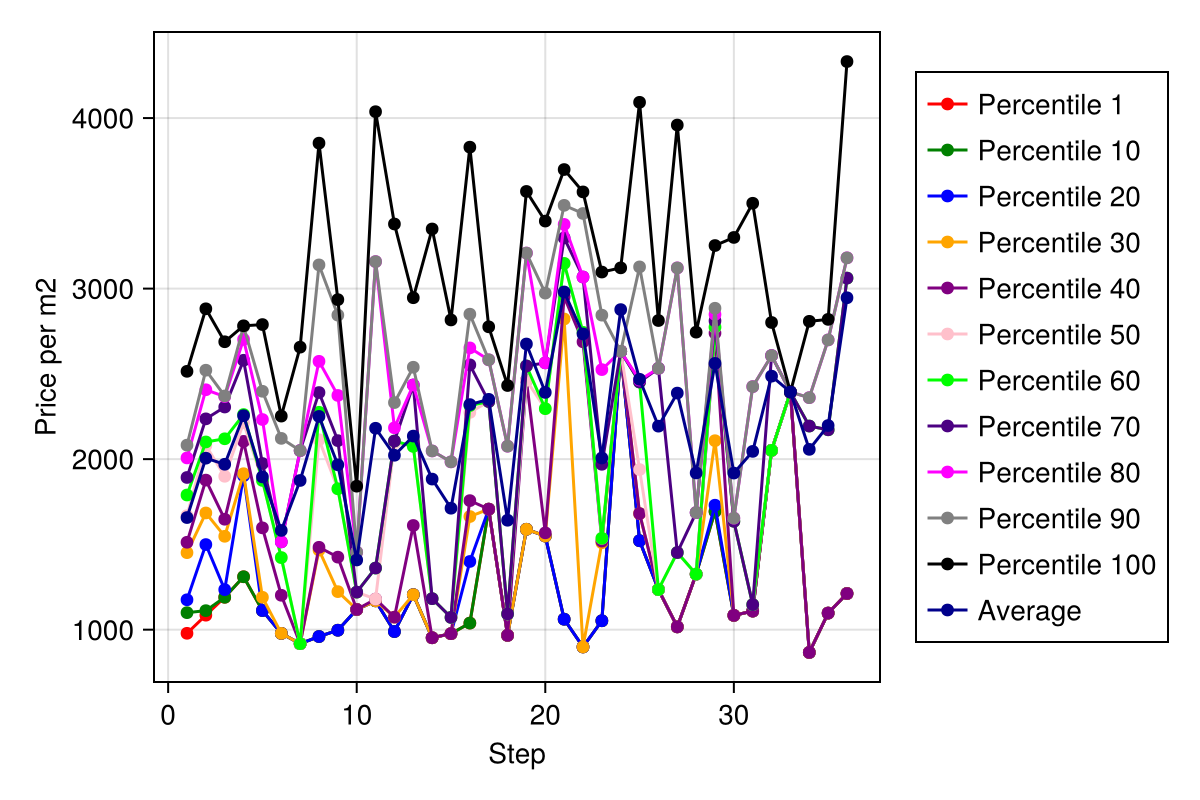 4000
3000
2000
1000
Price per m2
0 10 20 30
Step
Percentile 1
Percentile 10
Percentile 20
Percentile 30
Percentile 40
Percentile 50
Percentile 60
Percentile 70
Percentile 80
Percentile 90
Percentile 100
Average